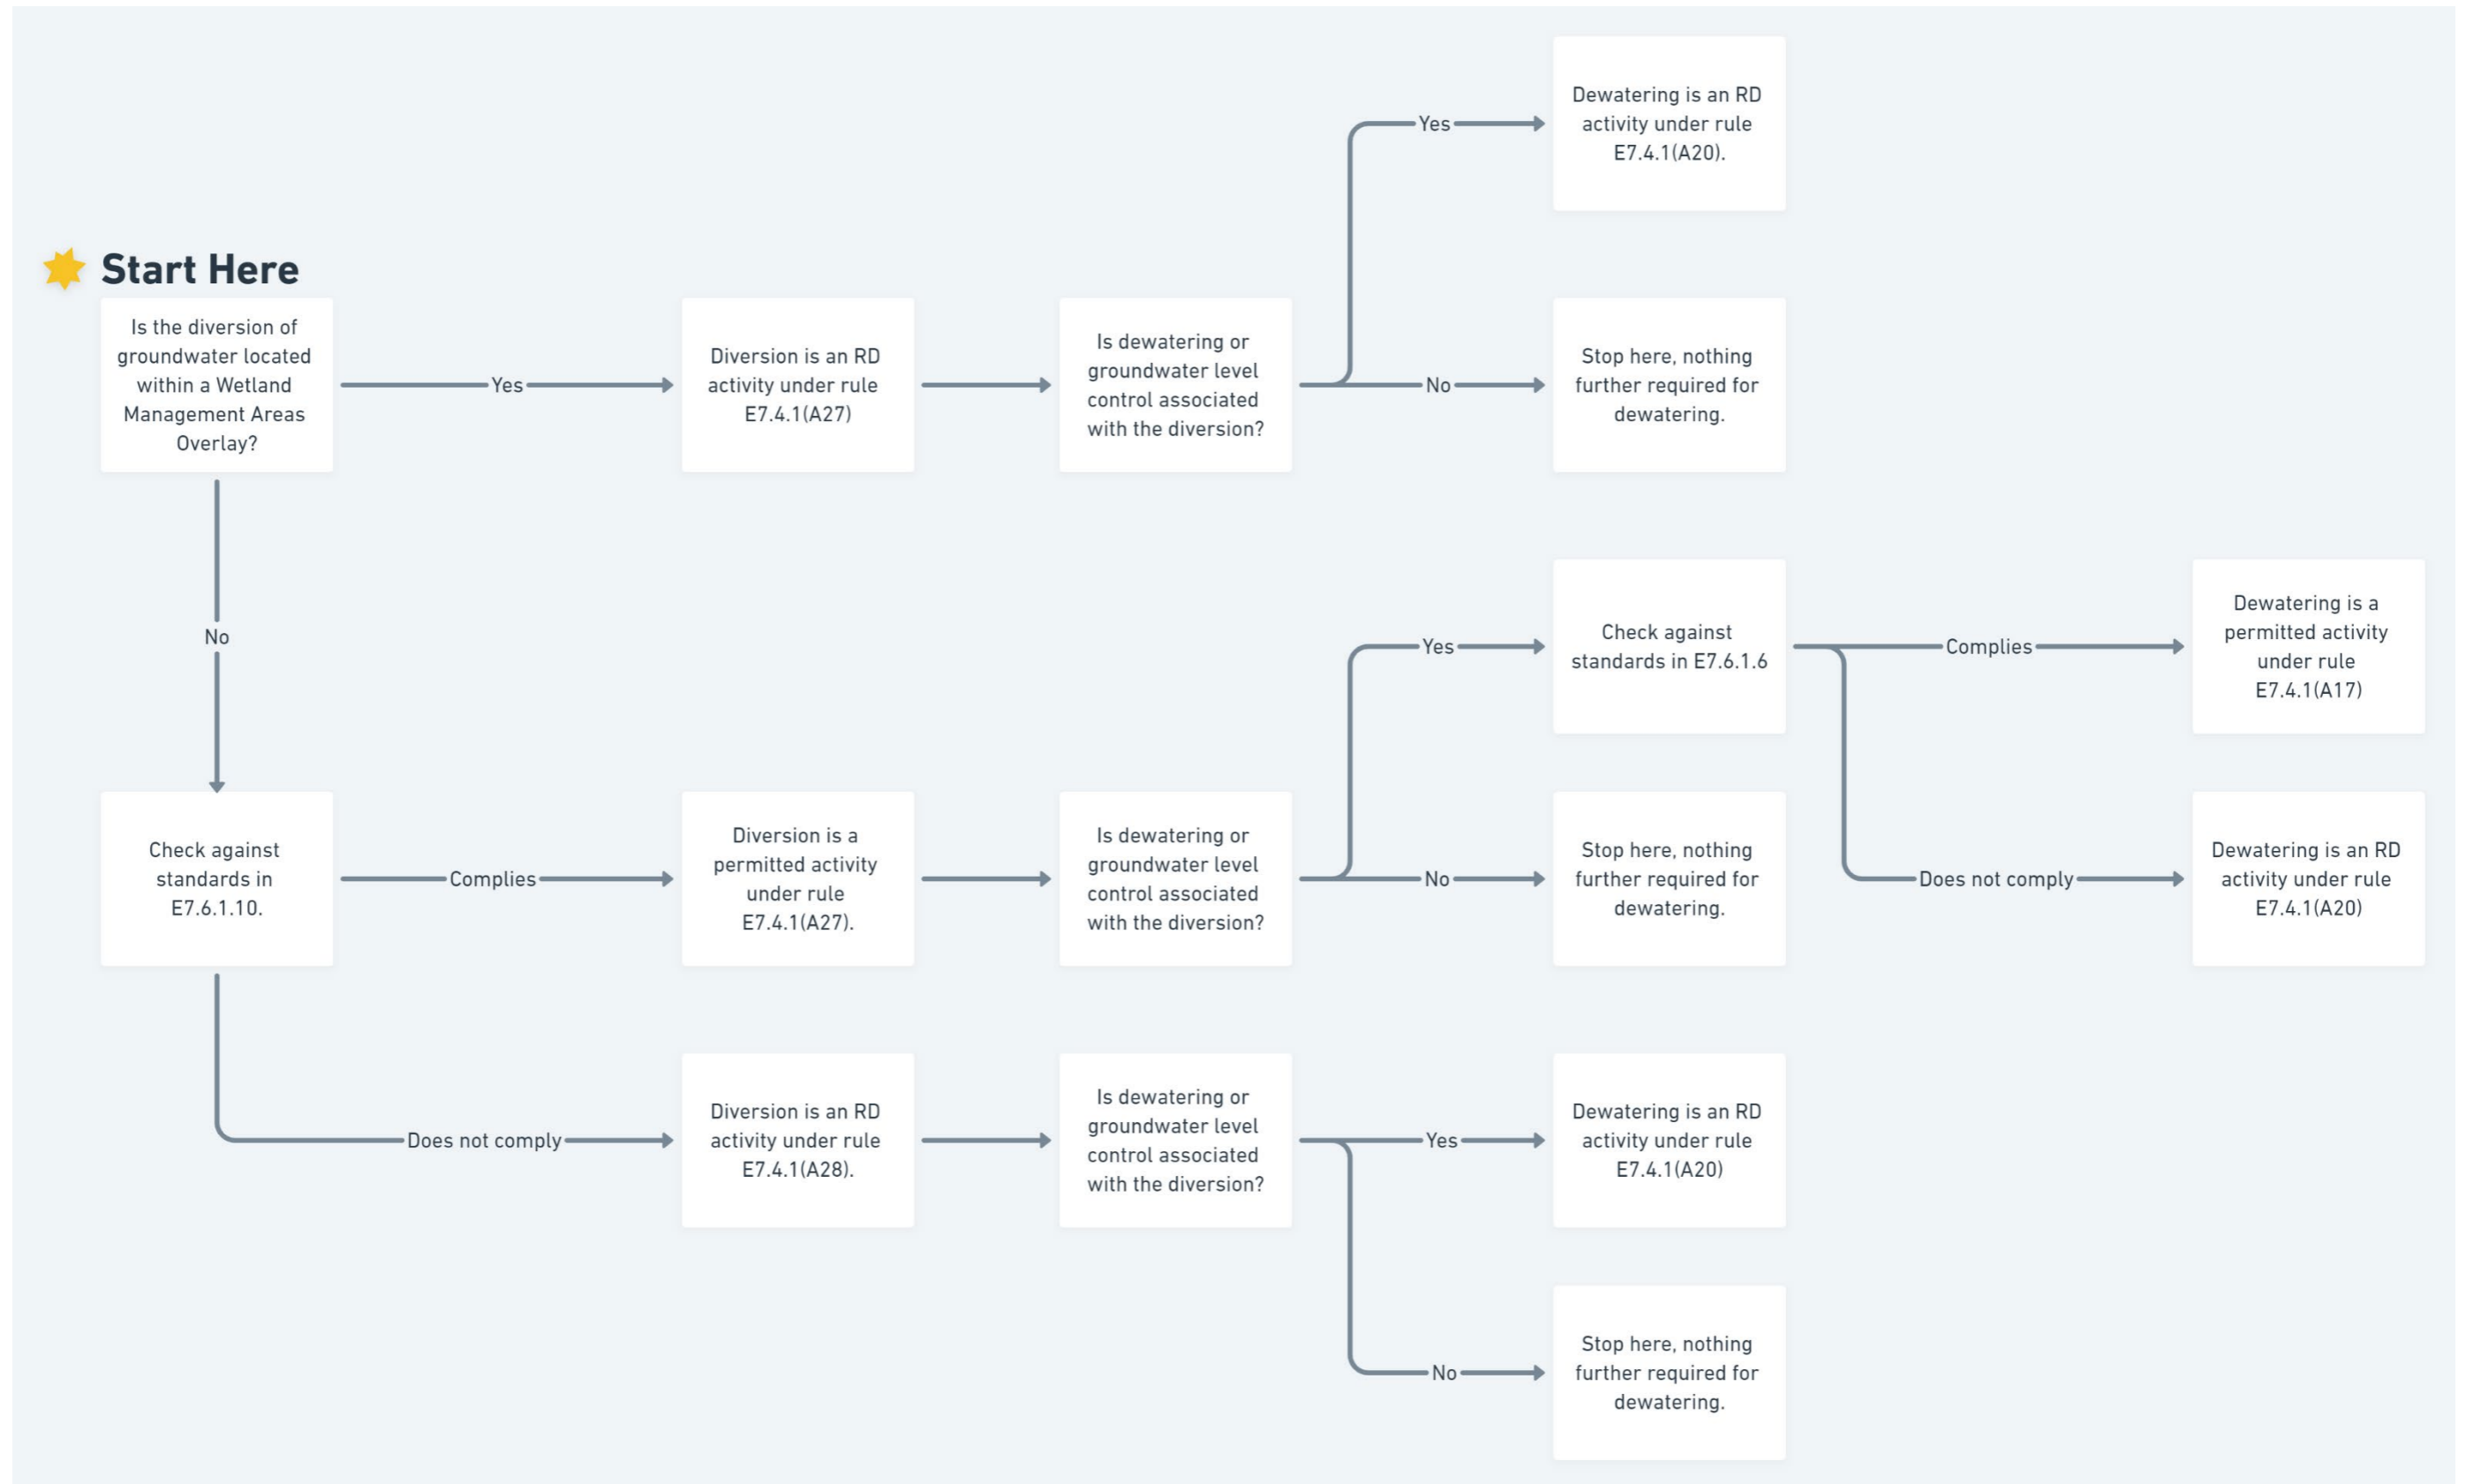 Start Here
Is the diversion of
groundwater located
within a Wetland
Management Areas
Overlay?
Yes
Diversion is an RD
activity under rule
E7.4.1(A27)
Is dewatering or
groundwater level
control associated
with the diversion?
Yes
Dewatering is an RD
activity under rule
E7.4.1(A20).
No
Stop here, nothing
further required for
dewatering.
No
Check against
standards in
E7.6.1.10.
Complies
Diversion is a
permitted activity
under rule
E7.4.1(A27).
Is dewatering or
groundwater level
control associated
with the diversion?
Yes
Check against
standards in E7.6.1.6
Complies
Dewatering is a
permitted activity
under rule
E7.4.1(A17)
Does not comply
Dewatering is an RD
activity under rule
E7.4.1(A20)
No
Stop here, nothing
further required for
dewatering.
Does not comply
Diversion is an RD
activity under rule
E7.4.1(A28).
Is dewatering or
groundwater level
control associated
with the diversion?
Yes
Dewatering is an RD
activity under rule
E7.4.1(A20)
No
Stop here, nothing
further required for
dewatering.